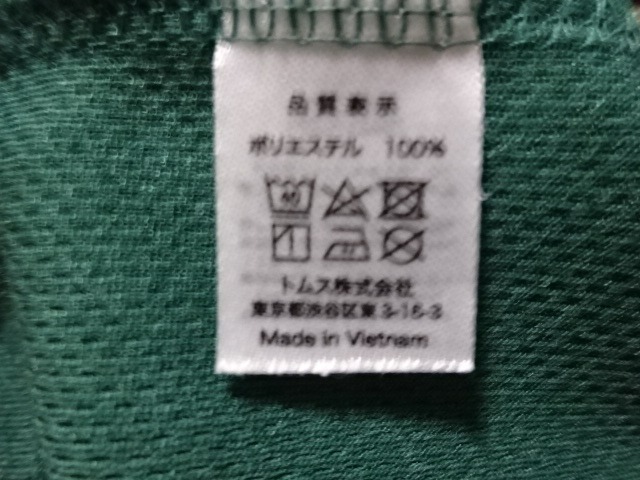 品質表示
ポリエステル 100%
40
トムス株式会社
東京都渋谷区東3-16-3
Made in Vietnam